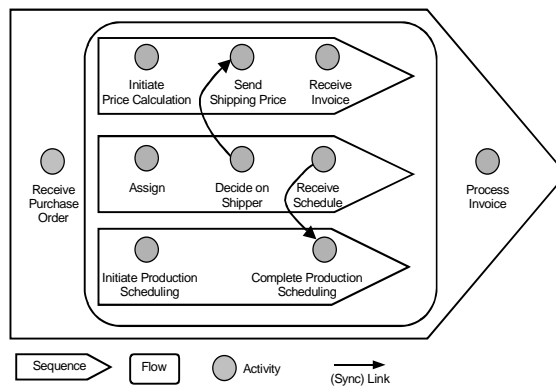 Initiate
Price Calculation
Send
Shipping Price
Receive
Invoice
Receive
Purchase
Order
Assign
Decide on
Shipper
Receive
Schedule
Process
Invoice
Initiate Production
Scheduling
Complete Production
Scheduling
Sequence
Flow
Activity
(Sync) Link